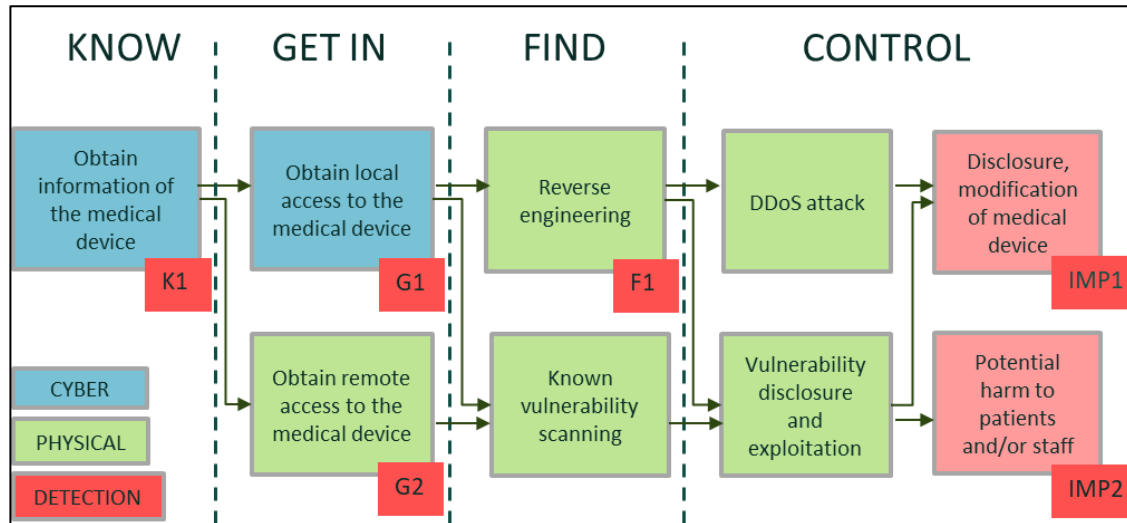 KNOW
GET IN
FIND
CONTROL
Obtain
information of
the medical
device
K1
Obtain local
access to the
medical device
G1
Reverse
engineering
F1
DDoS attack
Disclosure,
modification
of medical
device
IMP1
CYBER
PHYSICAL
DETECTION
Obtain remote
access to the
medical device
G2
Known
vulnerability
scanning
Vulnerability
disclosure
and
exploitation
Potential
harm to
patients
and/or staff
IMP2